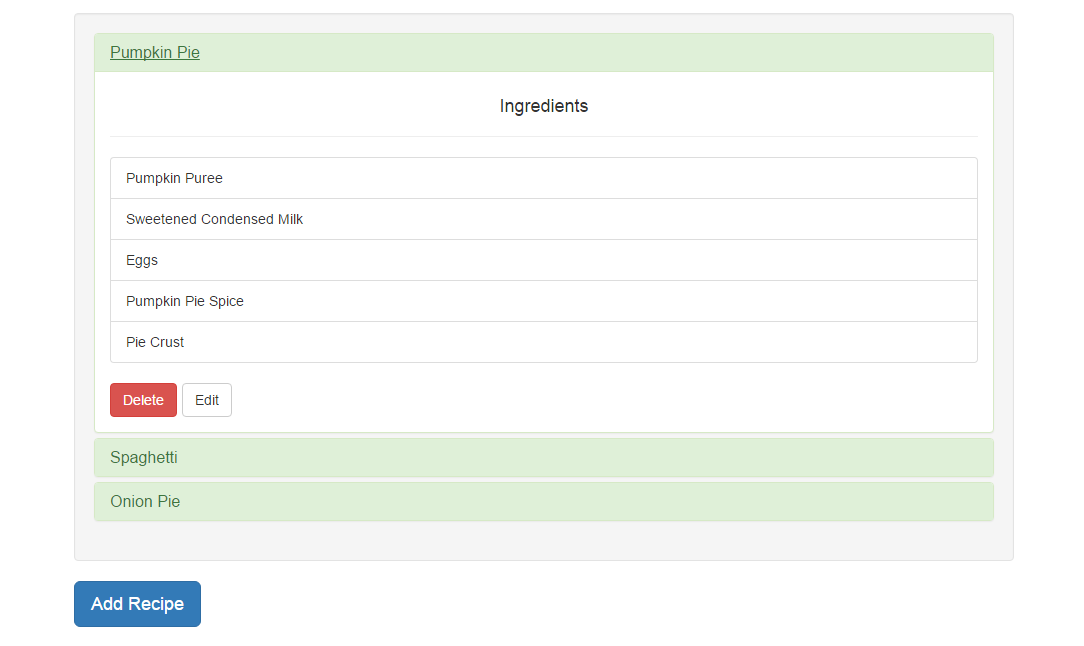 Pumpkin Pie
Ingredients
Pumpkin Puree
Sweetened Condensed Milk
Eggs
Pumpkin Pie Spice
Pie Crust
Delete Edit
Spaghetti
Onion Pie
Add Recipe